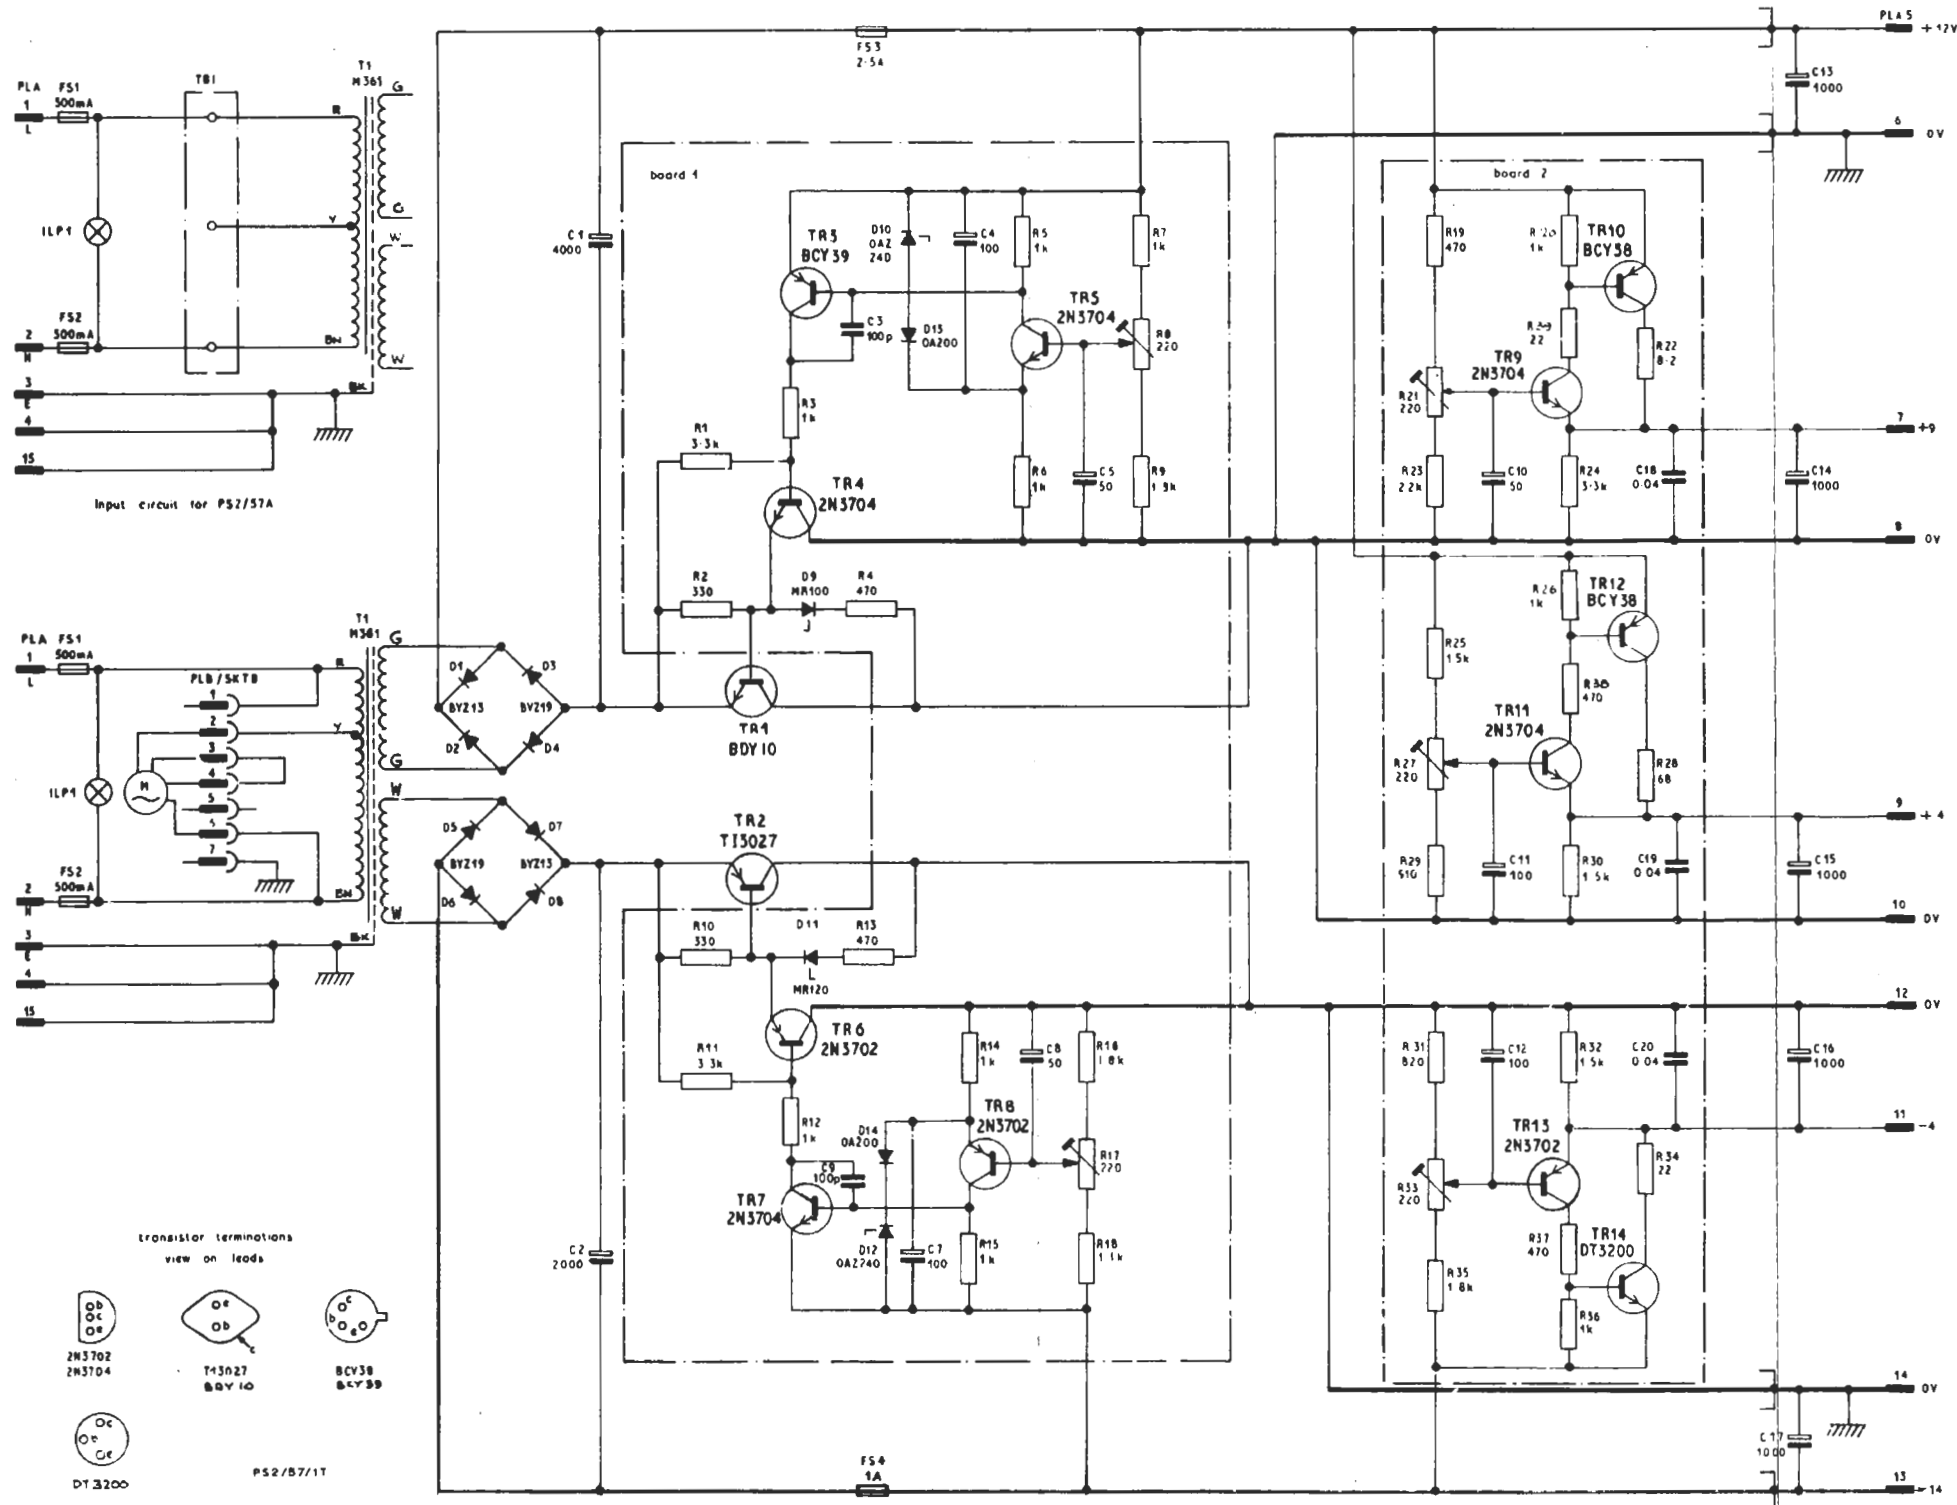 PLA
1
L
FS1
500mA
TB1
T1
M361
R
G
G
Y
W
W
ILP1
FS2
500mA
2
N
BN
3
E
BK
4
15
Input circuit for PS2/57A
PLA
1
L
FS1
500mA
PLB/SKTB
1
2
3
4
5
7
M
T1
M361
R
G
Y
G
W
W
ILP1
FS2
500mA
2
N
BN
3
E
BK
4
15
D1
D3
BYZ13
BYZ19
D2
D4
D5
D7
BYZ19
BYZ13
D6
D8
C1
4000
C2
2000
FS3
2·5A
FS4
1A
board 1
TR3
BCY39
D10
OAZ
240
C4
100
R5
1k
R7
1k
C3
100p
D13
OA200
TR5
2N3704
R8
220
R3
1k
R1
3·3k
TR4
2N3704
R6
1k
C5
50
R9
R2
330
D9
MR100
R4
470
TR1
BDY10
TR2
TI3027
R10
330
D11
R13
470
MR120
TR6
2N3702
R11
3·3k
R14
1k
C8
50
R16
1·8k
R12
1k
D14
OA200
TR8
2N3702
C9
100p
TR7
2N3704
R17
220
D12
OAZ240
C7
100
R15
1k
R18
board 2
R19
470
1k
TR10
BCY38
22
TR9
2N3704
R22
8·2
R21
220
R23
2·2k
C10
50
R24
3·3k
C18
0·04
R26
1k
TR12
BCY38
R25
1·5k
R38
470
TR11
2N3704
R27
220
R28
68
R29
510
C11
100
R30
1·5k
C19
0·04
R31
820
C12
100
R32
1·5k
C20
0·04
TR13
2N3702
R34
22
R33
220
R37
470
TR14
DT3200
R35
1·8k
R36
1k
PLA 5
+12V
C13
1000
6
0V
7
+9
C14
1000
8
0V
9
+4
C15
1000
10
0V
12
0V
C16
1000
11
-4
14
0V
C17
1000
13
-14
transistor terminations
view on leads
b
c
e
2N3702
2N3704
e
b
c
TI3027
BDY10
c
b
e
BCY38
BCY39
c
e
DT3200
PS2/57/1T